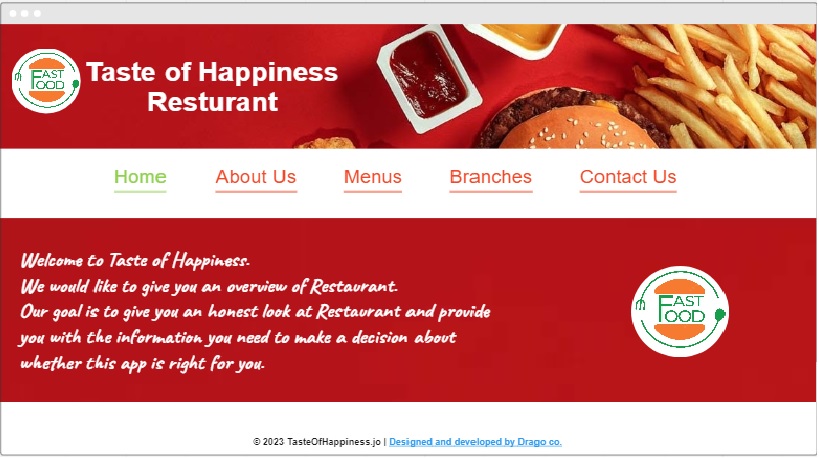 FAST
FOOD
Taste of Happiness
Resturant
Home About Us Menus Branches Contact Us
Welcome to Taste of Happiness.
We would like to give you an overview of Restaurant.
Our goal is to give you an honest look at Restaurant and provide
you with the information you need to make a decision about
whether this app is right for you.
FAST
FOOD
© 2023 TasteOfHappiness.jo || Designed and developed by Drago co.